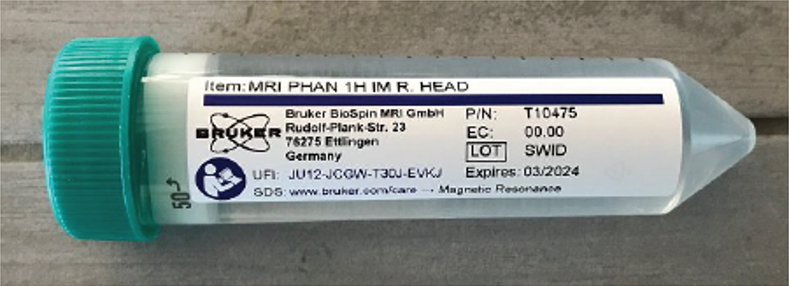 Item: MRI PHAN 1H IM R. HEAD
BRUKER
Bruker BioSpin MRI GmbH
Rudolf-Plank-Str. 23
76275 Ettlingen
Germany
P/N: T10475
EC: 00.00
LOT SWID
Expires: 03/2024
UFI: JU12-JCGW-T30J-EVKJ
SDS: www.bruker.com/care → Magnetic Resonance
50